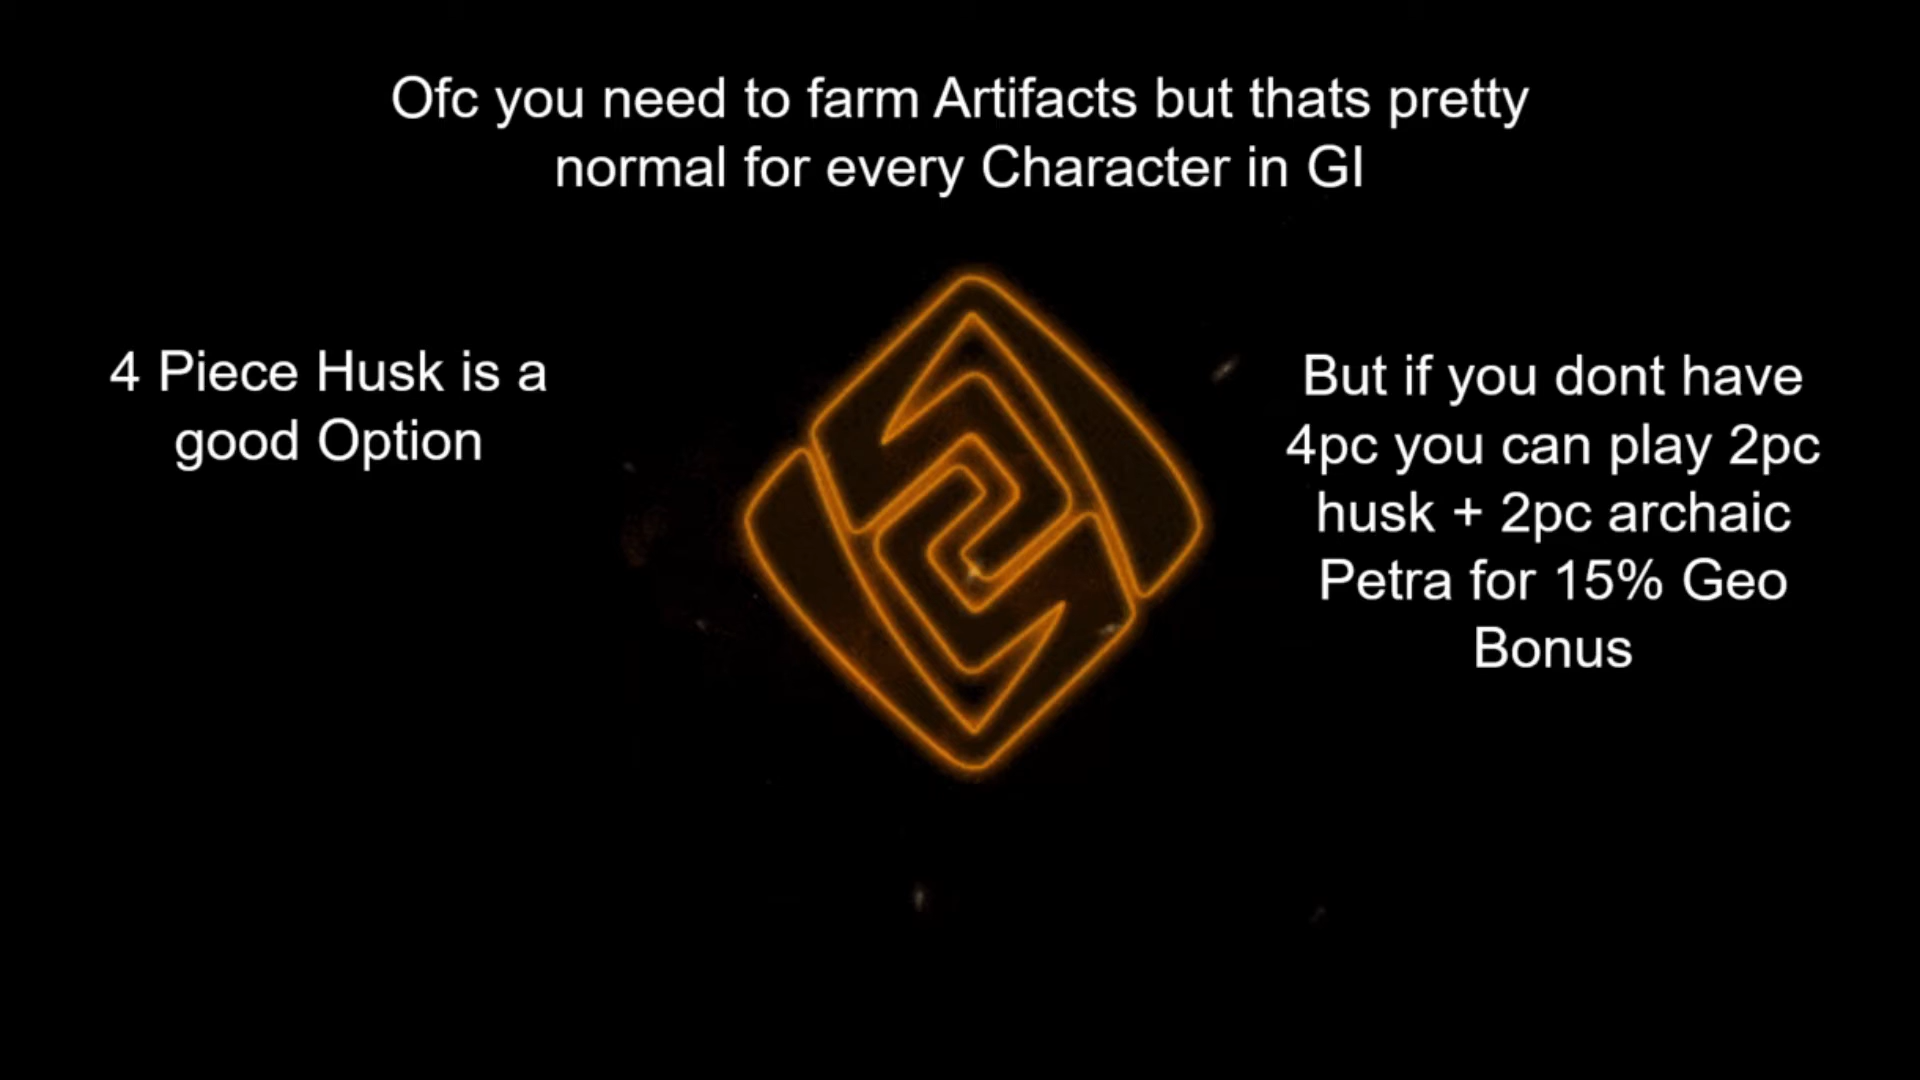 Ofc you need to farm Artifacts but thats pretty
normal for every Character in GI
4 Piece Husk is a
good Option
But if you dont have
4pc you can play 2pc
husk + 2pc archaic
Petra for 15% Geo
Bonus